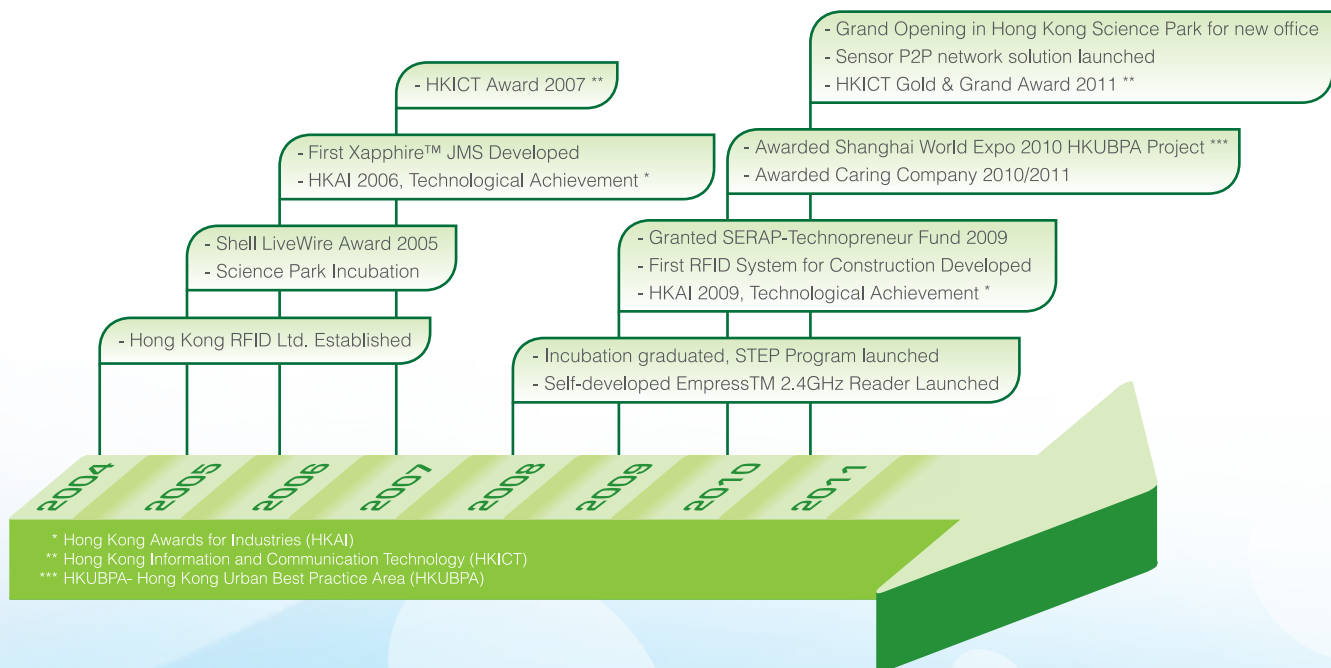 - Grand Opening in Hong Kong Science Park for new office
- Sensor P2P network solution launched
- HKICT Gold & Grand Award 2011 **
- HKICT Award 2007 **
- Awarded Shanghai World Expo 2010 HKUBPA Project ***
- Awarded Caring Company 2010/2011
- First Xapphire™ JMS Developed
- HKAI 2006, Technological Achievement *
- Granted SERAP-Technopreneur Fund 2009
- First RFID System for Construction Developed
- HKAI 2009, Technological Achievement *
- Shell LiveWire Award 2005
- Science Park Incubation
- Hong Kong RFID Ltd. Established
- Incubation graduated, STEP Program launched
- Self-developed EmpressTM 2.4GHz Reader Launched
2004
2005
2006
2007
2008
2009
2010
2011
* Hong Kong Awards for Industries (HKAI)
** Hong Kong Information and Communication Technology (HKICT)
*** HKUBPA- Hong Kong Urban Best Practice Area (HKUBPA)